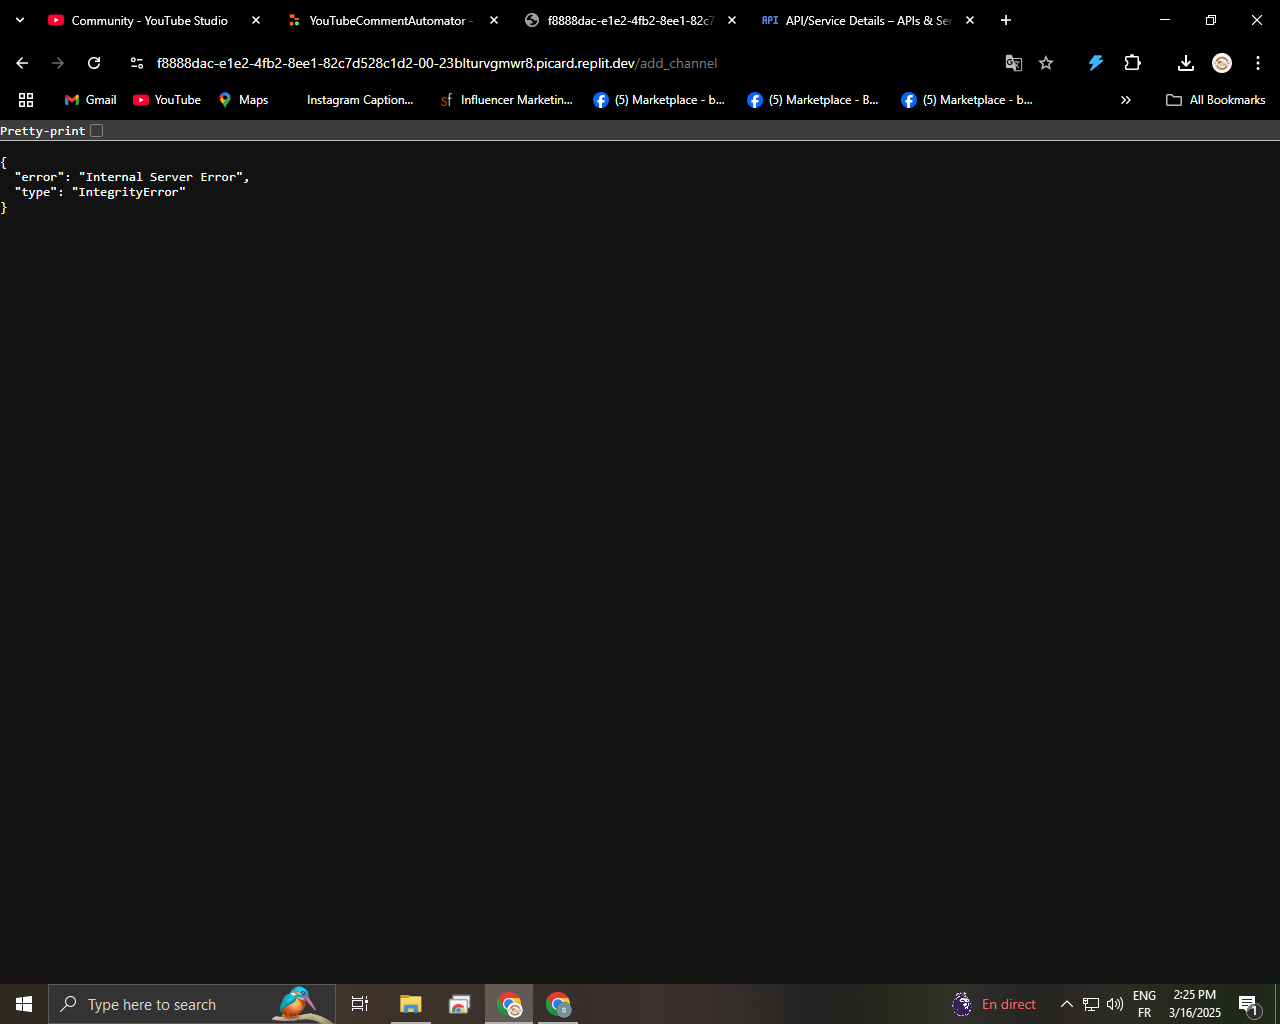 Community - YouTube Studio
YouTubeCommentAutomator -
f8888dac-e1e2-4fb2-8ee1-82c7
API
API/Service Details – APIs & Ser
f8888dac-e1e2-4fb2-8ee1-82c7d528c1d2-00-23blturvgmwr8.picard.replit.dev/add_channel
Gmail
YouTube
Maps
Instagram Caption...
sf
Influencer Marketin...
(5) Marketplace - b...
(5) Marketplace - B...
(5) Marketplace - b...
All Bookmarks
Pretty-print
{
"error": "Internal Server Error",
"type": "IntegrityError"
}
Type here to search
S
En direct
ENG
FR
2:25 PM
3/16/2025
1